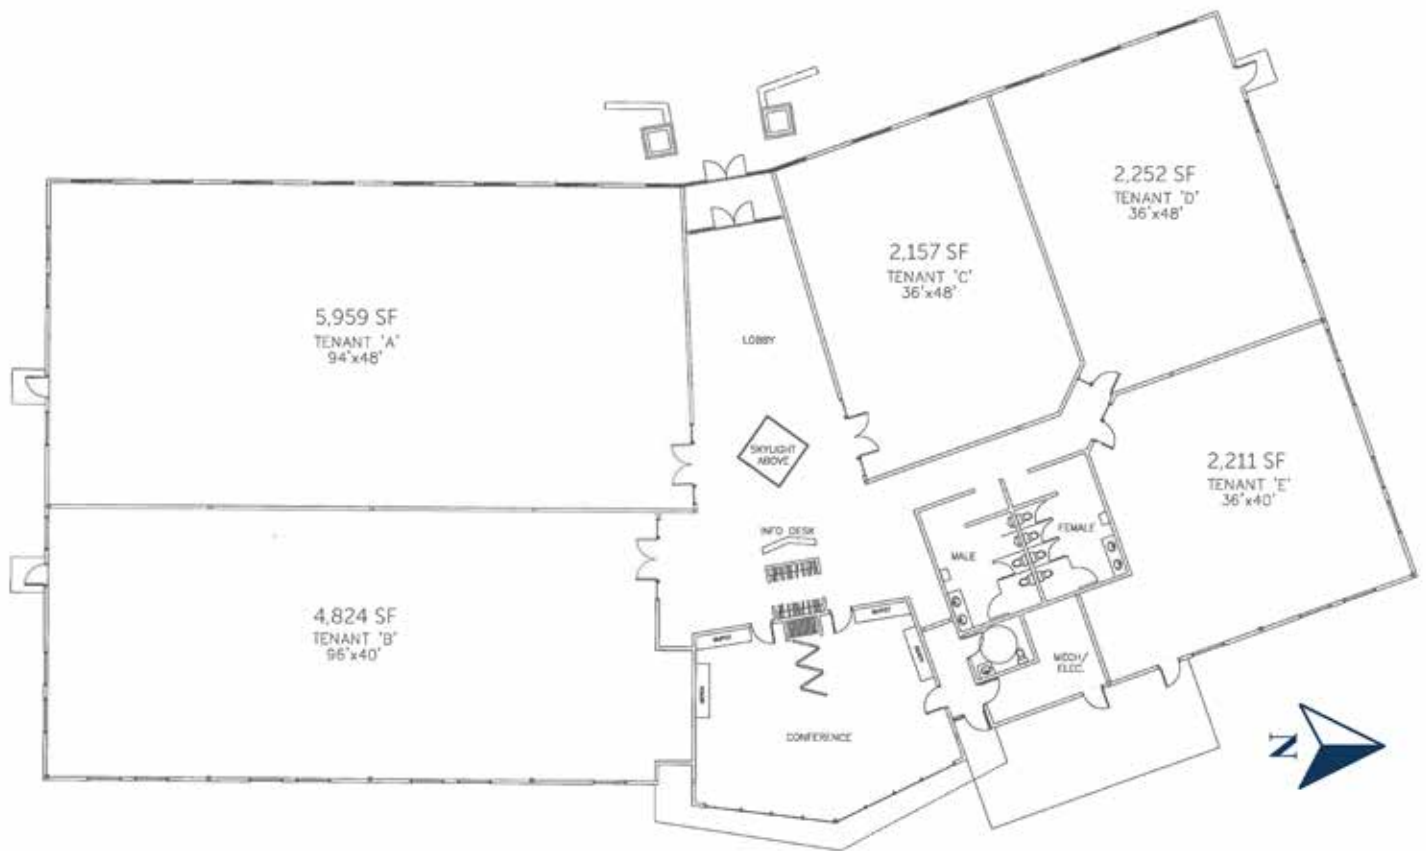 2,252 SF
TENANT 'D'
36'x48'
2,157 SF
TENANT 'C'
36'x48'
5,959 SF
TENANT 'A'
94'x48'
LOBBY
SKYLIGHT
ABOVE
2,211 SF
TENANT 'E'
36'x40'
INFO DESK
MALE
FEMALE
4,824 SF
TENANT 'B'
96'x40'
MECH/
ELEC.
CONFERENCE
N